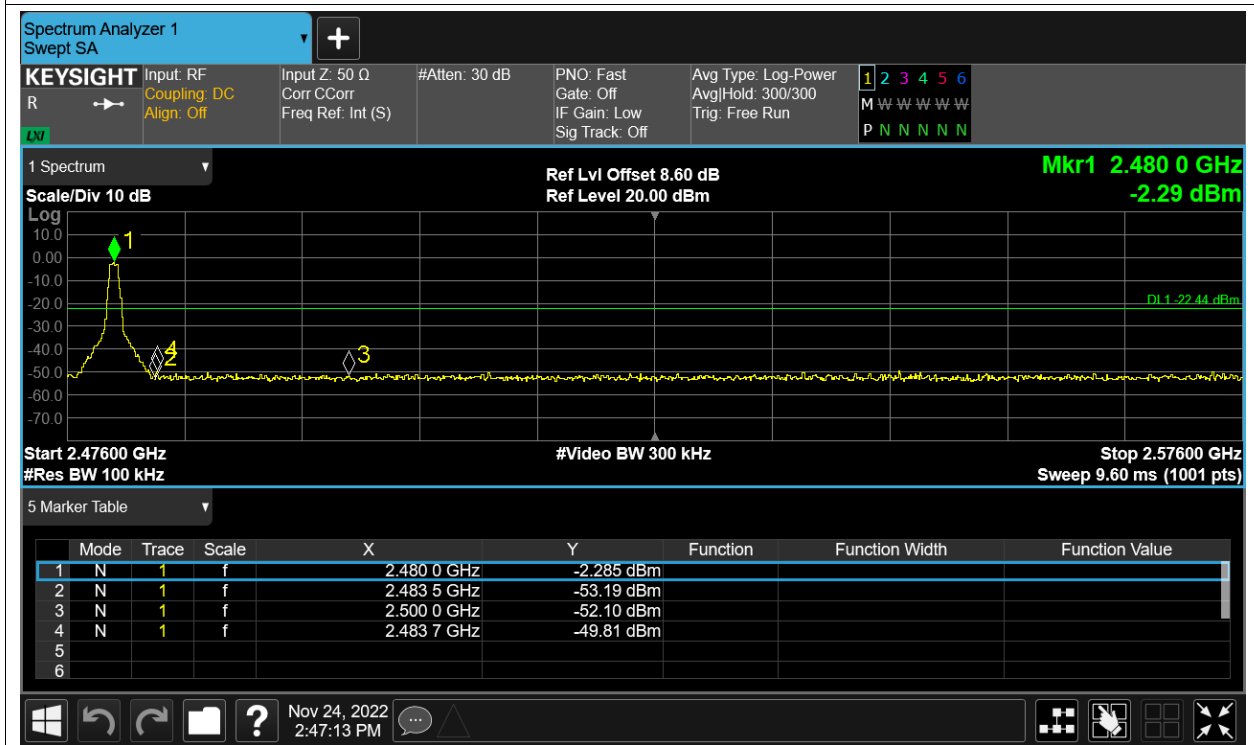 Spectrum Analyzer 1
Swept SA
KEYSIGHT
R
LXI
Input: RF
Coupling: DC
Align: Off
Input Z: 50 Ω
Corr CCorr
Freq Ref: Int (S)
#Atten: 30 dB
PNO: Fast
Gate: Off
IF Gain: Low
Sig Track: Off
Avg Type: Log-Power
Avg|Hold: 300/300
Trig: Free Run
1 2 3 4 5 6
M W W W W W
P N N N N N
1 Spectrum
Scale/Div 10 dB
Ref Lvl Offset 8.60 dB
Ref Level 20.00 dBm
Mkr1 2.480 0 GHz
-2.29 dBm
Log
10.0
0.00
-10.0
-20.0
-30.0
-40.0
-50.0
-60.0
-70.0
1
4
2
3
DL1 -22.44 dBm
Start 2.47600 GHz
#Res BW 100 kHz
#Video BW 300 kHz
Stop 2.57600 GHz
Sweep 9.60 ms (1001 pts)
5 Marker Table
Mode Trace Scale X Y Function Function Width Function Value
1 N 1 f 2.480 0 GHz -2.285 dBm
2 N 1 f 2.483 5 GHz -53.19 dBm
3 N 1 f 2.500 0 GHz -52.10 dBm
4 N 1 f 2.483 7 GHz -49.81 dBm
5
6
?
Nov 24, 2022
2:47:13 PM